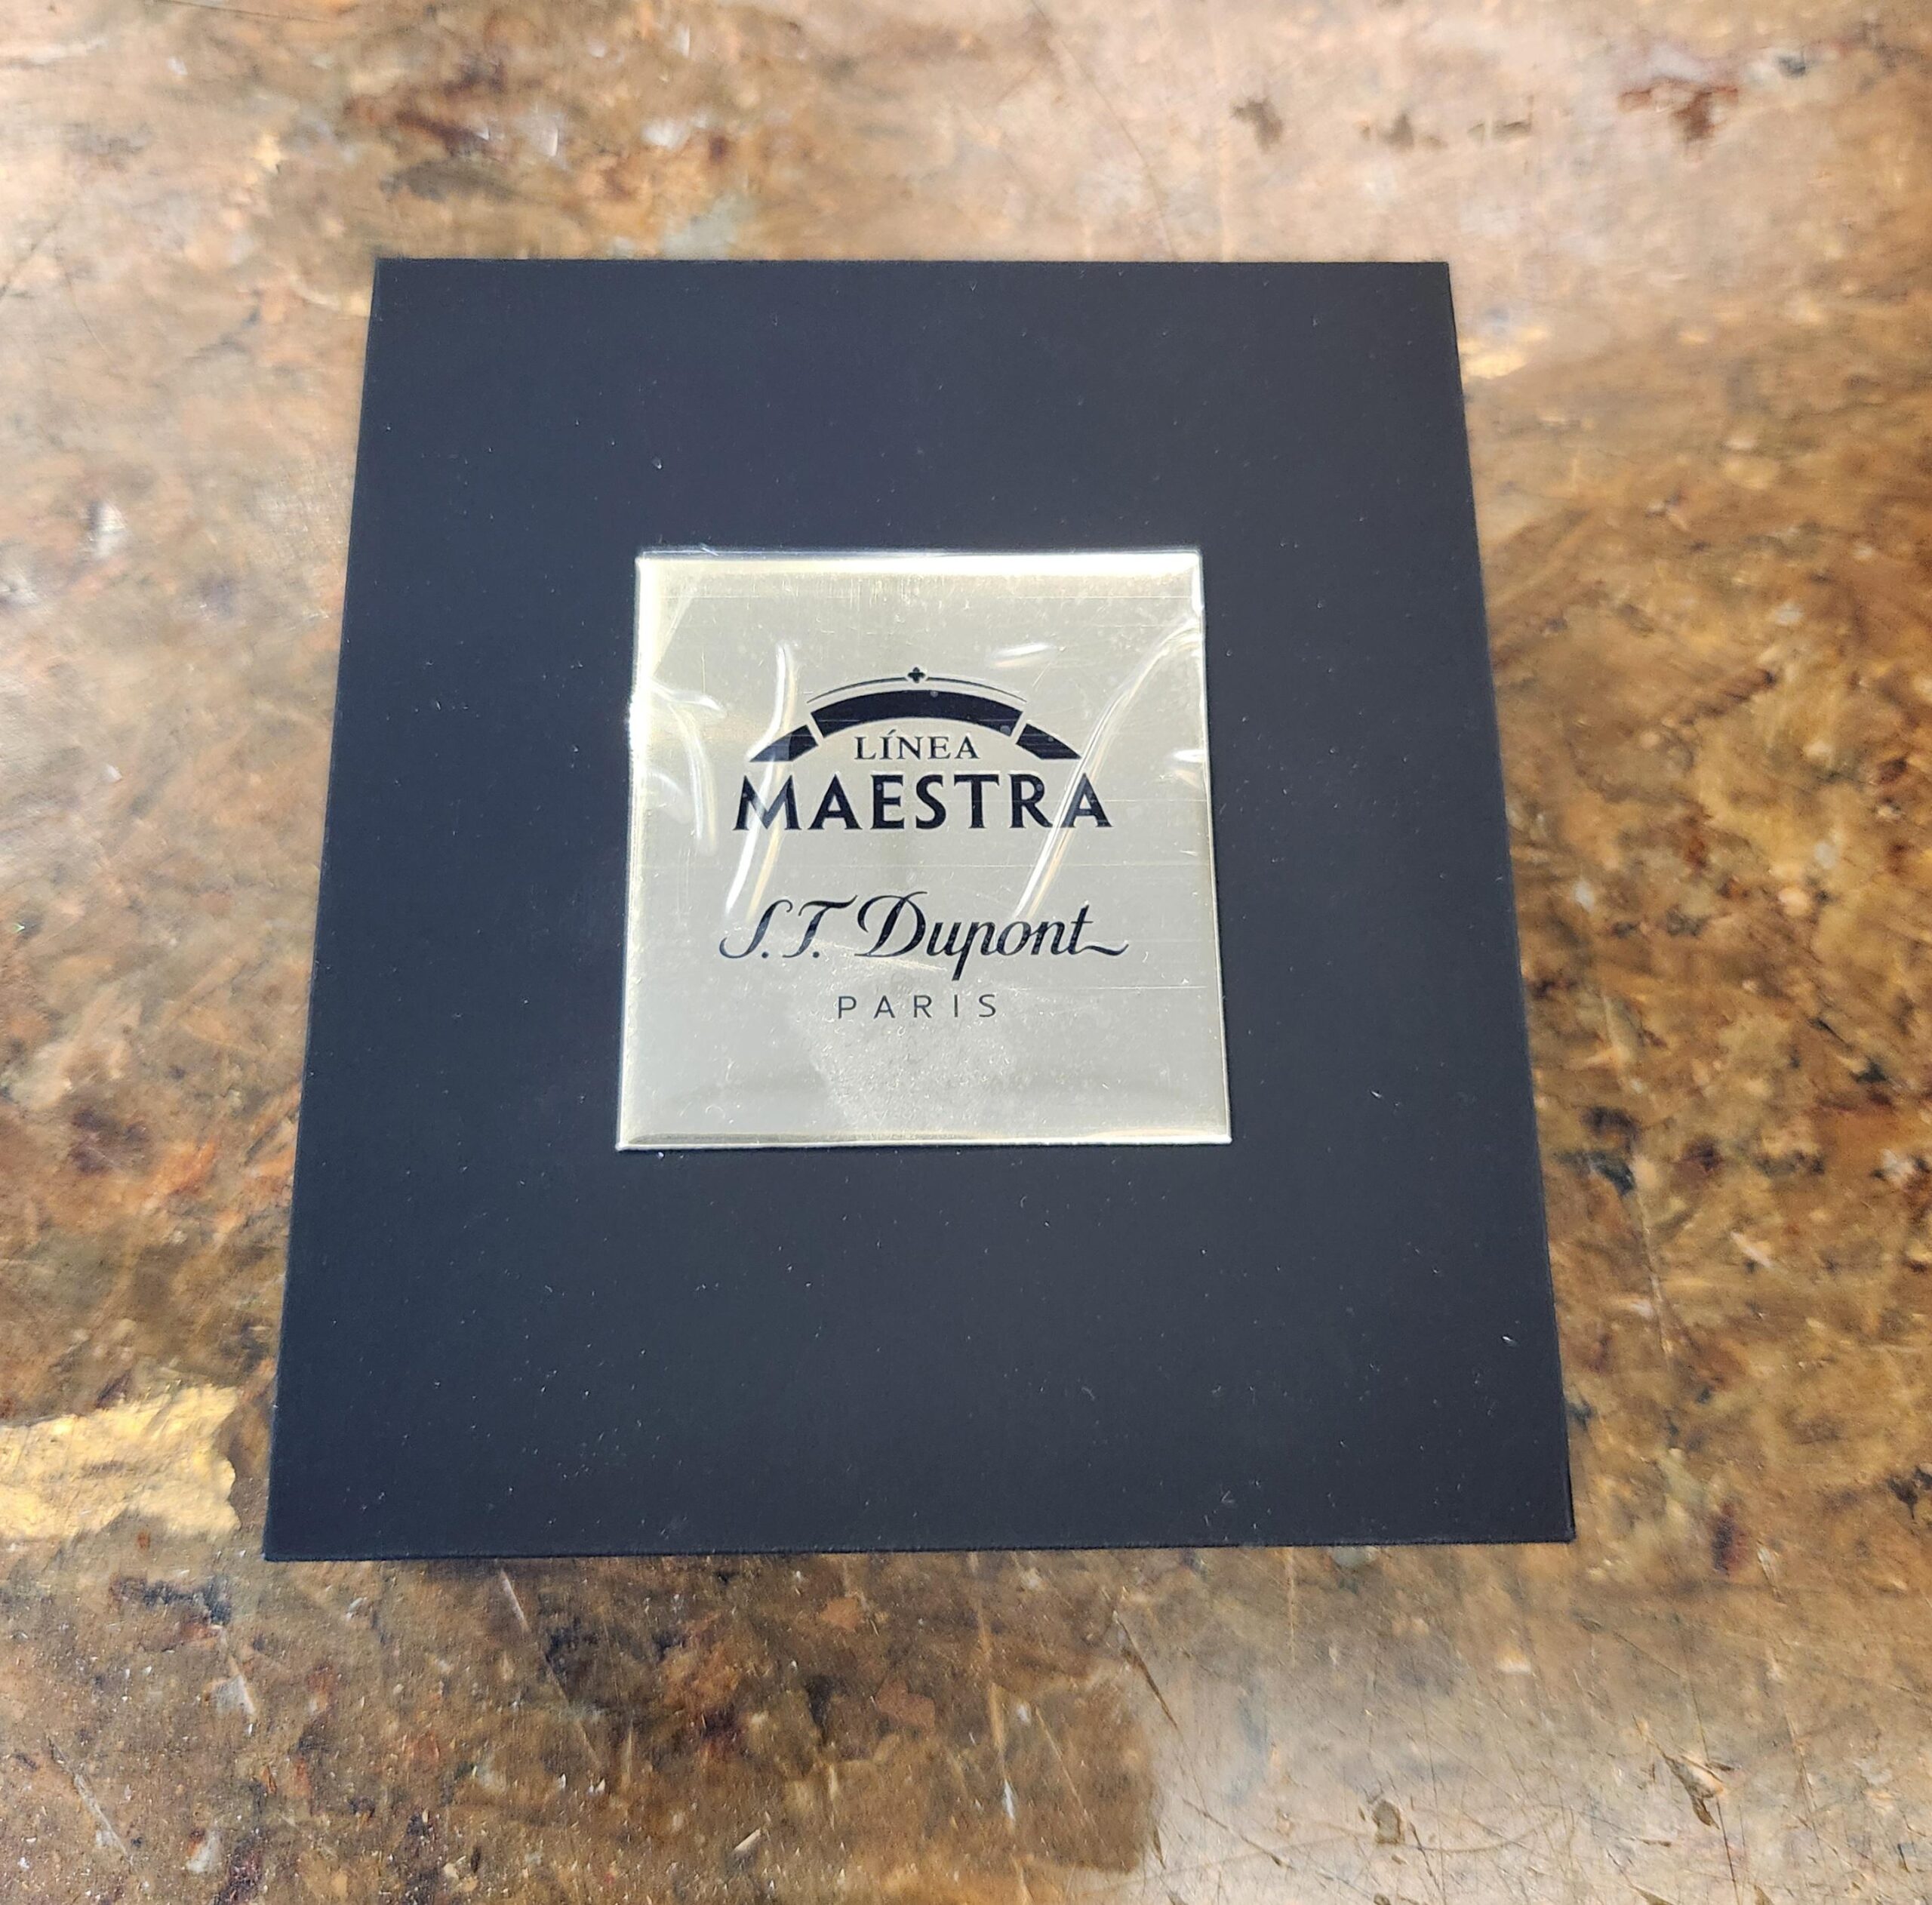 LÍNEA
MAESTRA
S.T. Dupont
PARIS